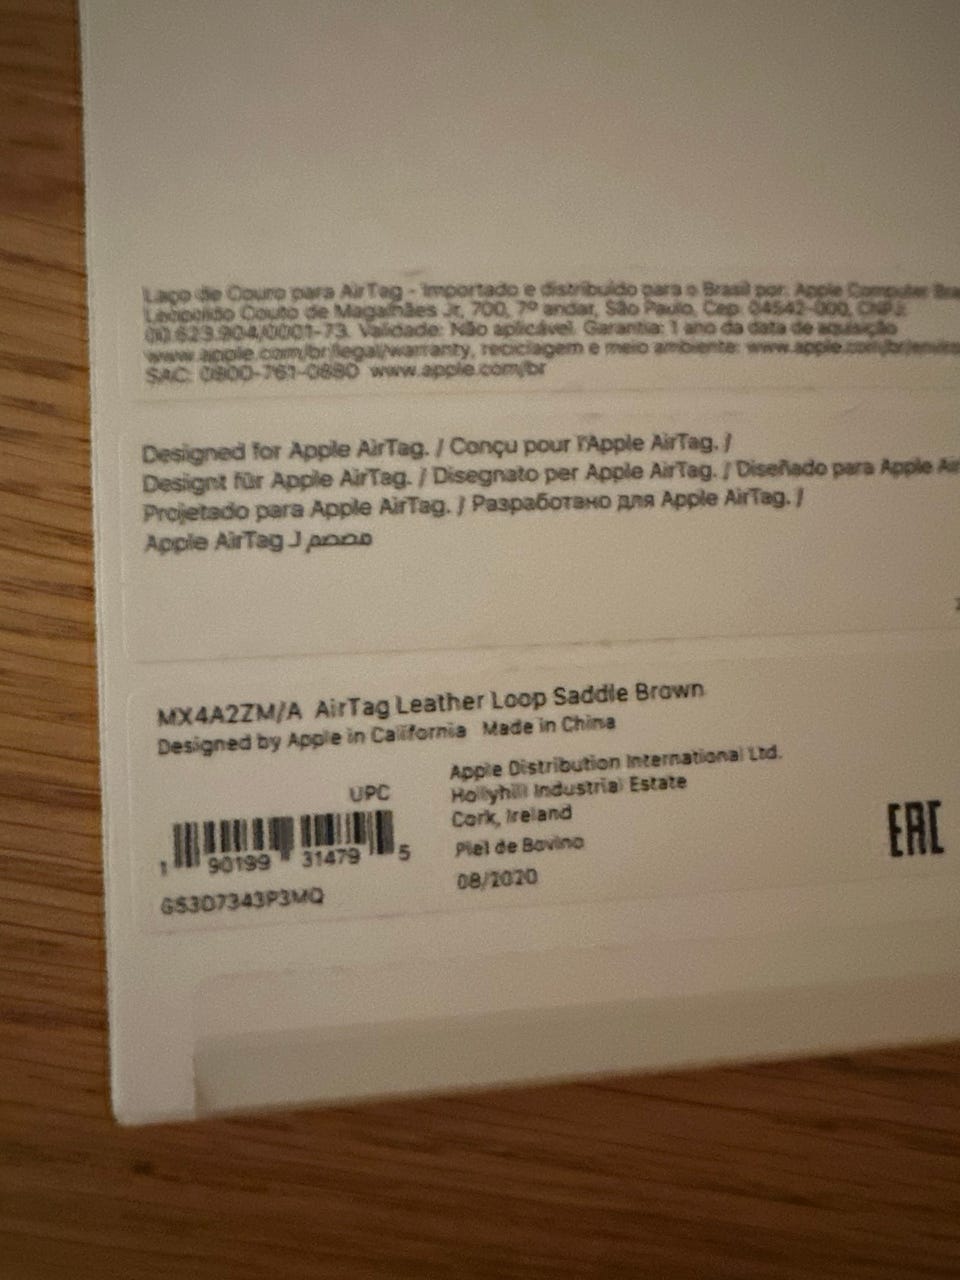 Laço de Couro para AirTag - Importado e distribuído para o Brasil por: Apple Computer
Leopoldo Couto de Magalhães Jr, 700, 7º andar, São Paulo, Cep: 04542-000, CNPJ:
00.623.904/0001-73. Validade: Não aplicável. Garantia: 1 ano da data de aquisição
www.apple.com/br/legal/warranty, reciclagem e meio ambiente: www.apple.com/br/
SAC: 0800-761-0880 www.apple.com/br
Designed for Apple AirTag. / Conçu pour l'Apple AirTag. /
Designt für Apple AirTag. / Disegnato per Apple AirTag. / Diseñado para Apple
Projetado para Apple AirTag. / Разработано для Apple AirTag. /
مصمم لـ Apple AirTag
MX4A2ZM/A AirTag Leather Loop Saddle Brown
Designed by Apple in California Made in China
UPC
1 90199 31479 5
GS3D7343P3MQ
Apple Distribution International Ltd.
Hollyhill Industrial Estate
Cork, Ireland
Piel de Bovino
08/2020
EAC